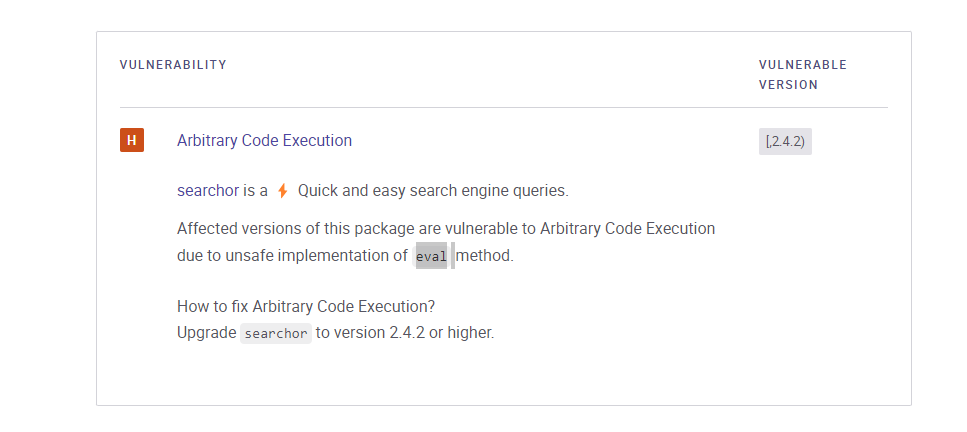 VULNERABILITY
VULNERABLE
VERSION
H
Arbitrary Code Execution
[,2.4.2)
searchor is a ⚡ Quick and easy search engine queries.
Affected versions of this package are vulnerable to Arbitrary Code Execution
due to unsafe implementation of eval method.
How to fix Arbitrary Code Execution?
Upgrade searchor to version 2.4.2 or higher.